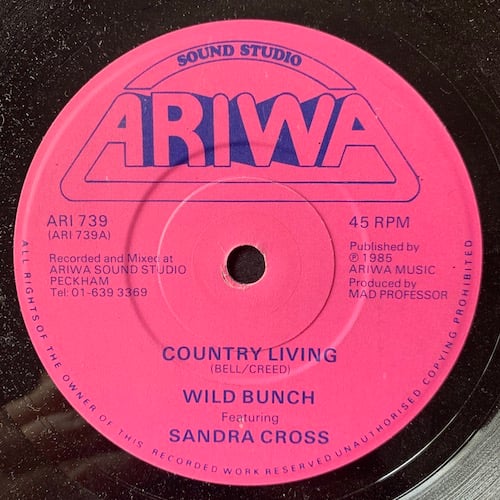 SOUND STUDIO
ARIWA
ARI 739
(ARI 739A)
45 RPM
Recorded and Mixed at
ARIWA SOUND STUDIO
PECKHAM
Tel: 01-639 3369
Published by
℗ 1985
ARIWA MUSIC
Produced by
MAD PROFESSOR
COUNTRY LIVING
(BELL/CREED)
WILD BUNCH
Featuring
SANDRA CROSS
ALL RIGHTS OF THE OWNER OF THIS RECORDED WORK RESERVED UNAUTHORISED COPYING PROHIBITED